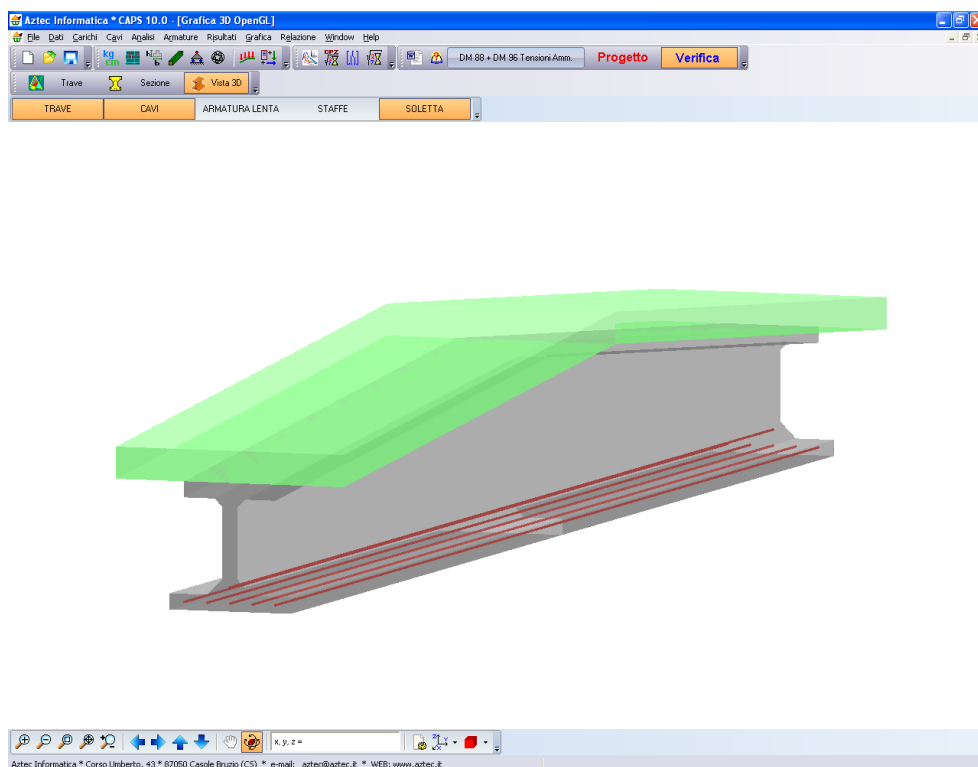 Aztec Informatica * CAPS 10.0 - [Grafica 3D OpenGL]
File Dati Carichi Cavi Analisi Armature Risultati Grafica Relazione Window Help
kg cm DM 88 + DM 96 Tensioni Amm. Progetto Verifica
Trave Sezione Vista 3D
TRAVE CAVI ARMATURA LENTA STAFFE SOLETTA
x, y, z =
Aztec Informatica * Corso Umberto, 43 * 87050 Casole Bruzio (CS) * e-mail: aztec@aztec.it * WEB: www.aztec.it